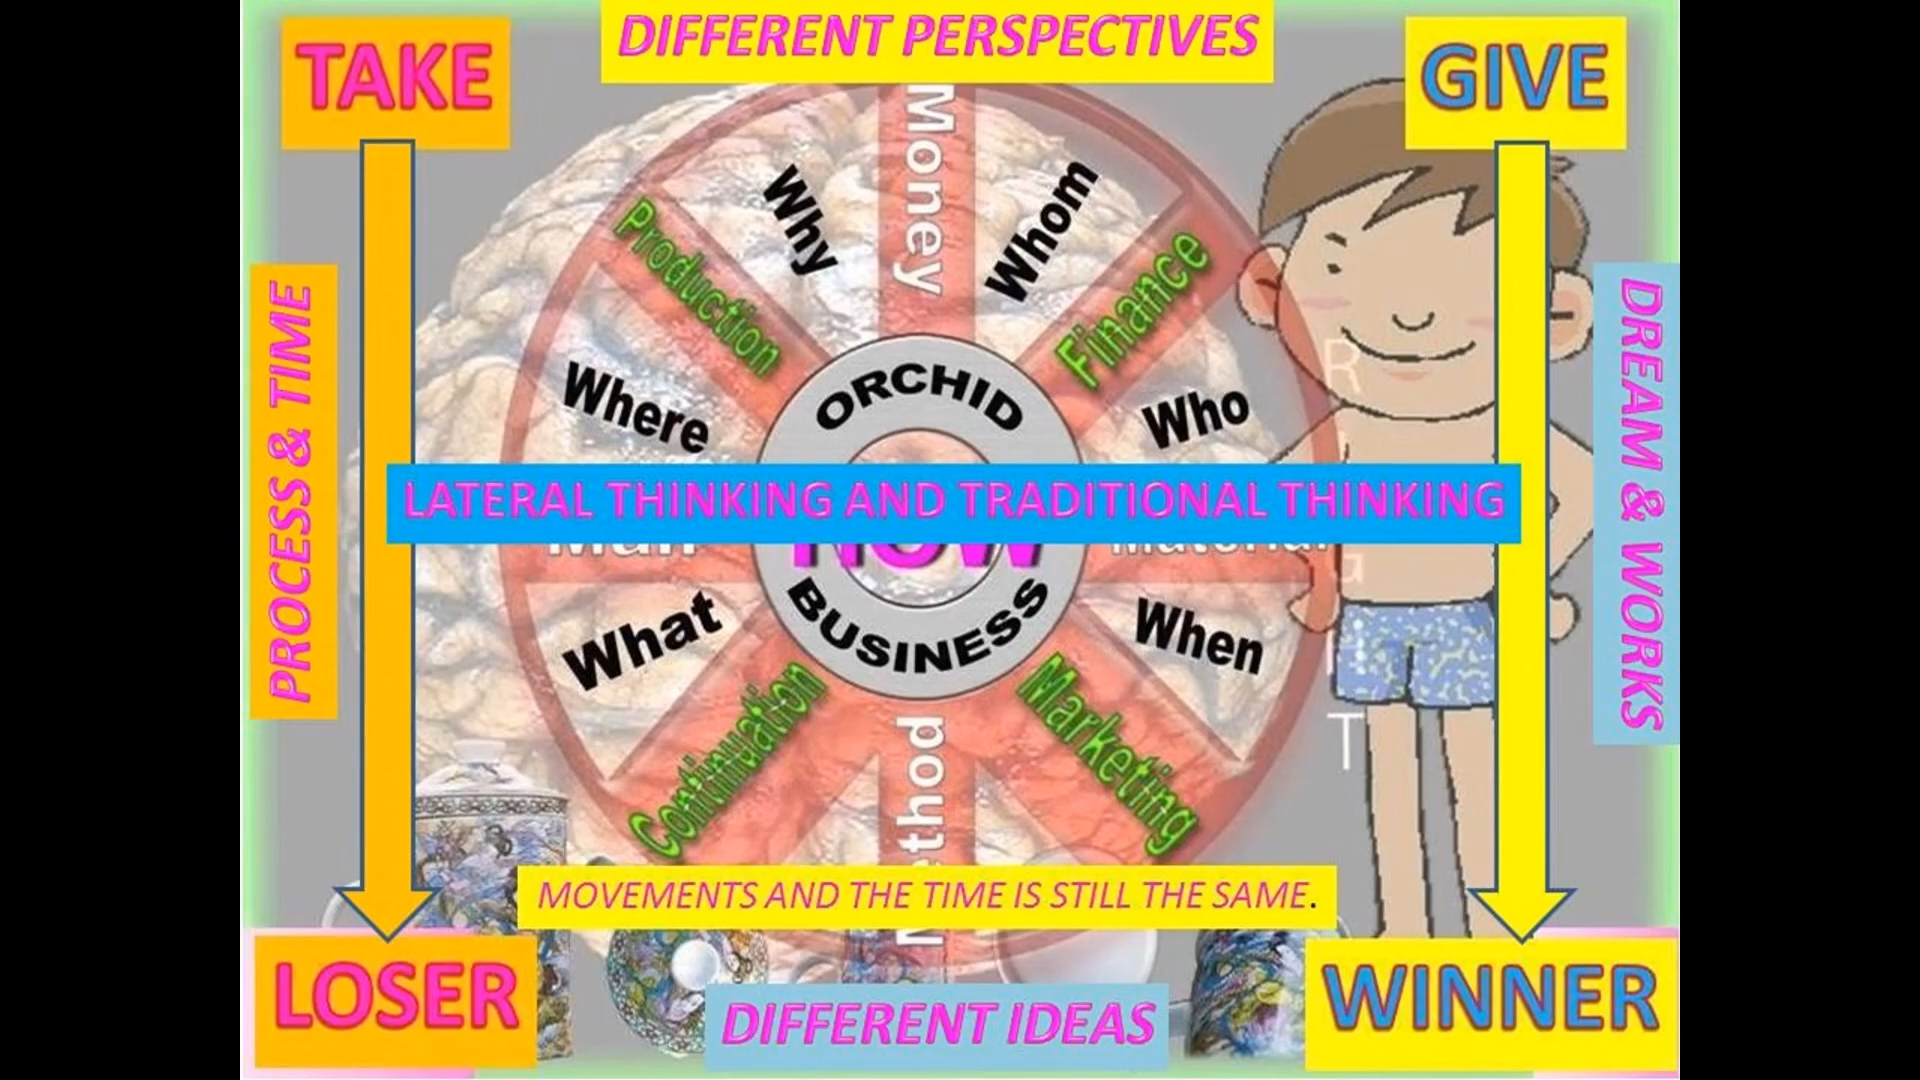 DIFFERENT PERSPECTIVES
TAKE
GIVE
Money
Why
Whom
Production
Finance
Where
Who
ORCHID
PROCESS & TIME
DREAM & WORKS
LATERAL THINKING AND TRADITIONAL THINKING
BUSINESS
What
When
Continuation
Marketing
MOVEMENTS AND THE TIME IS STILL THE SAME.
LOSER
WINNER
DIFFERENT IDEAS